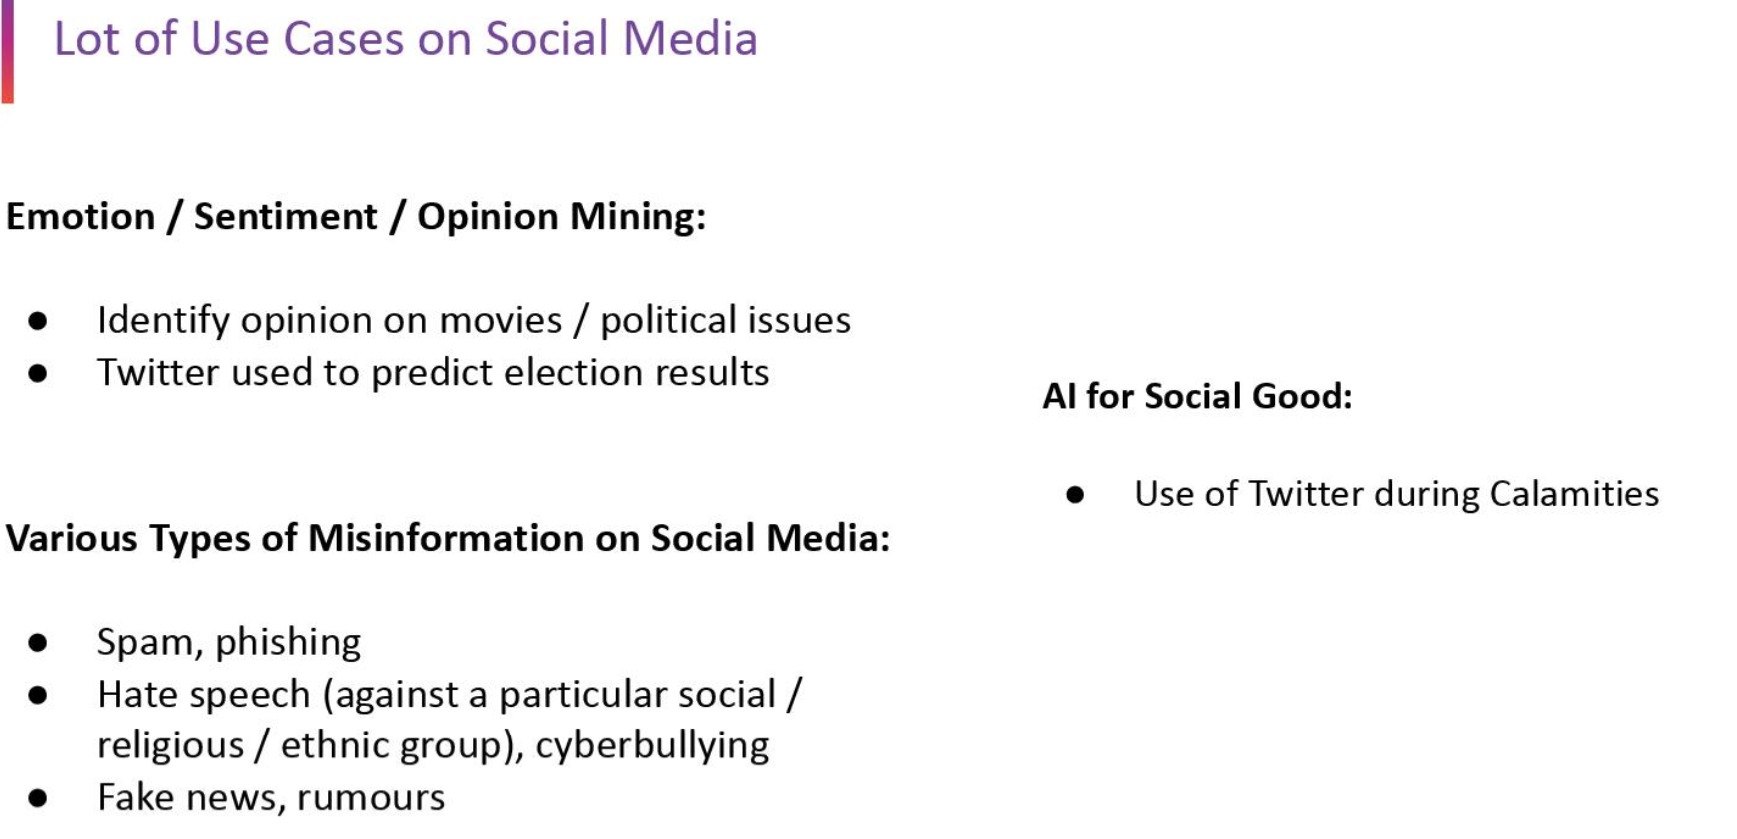 Lot of Use Cases on Social Media
Emotion / Sentiment / Opinion Mining:
● Identify opinion on movies / political issues
● Twitter used to predict election results
Various Types of Misinformation on Social Media:
● Spam, phishing
● Hate speech (against a particular social /
religious / ethnic group), cyberbullying
● Fake news, rumours
AI for Social Good:
● Use of Twitter during Calamities